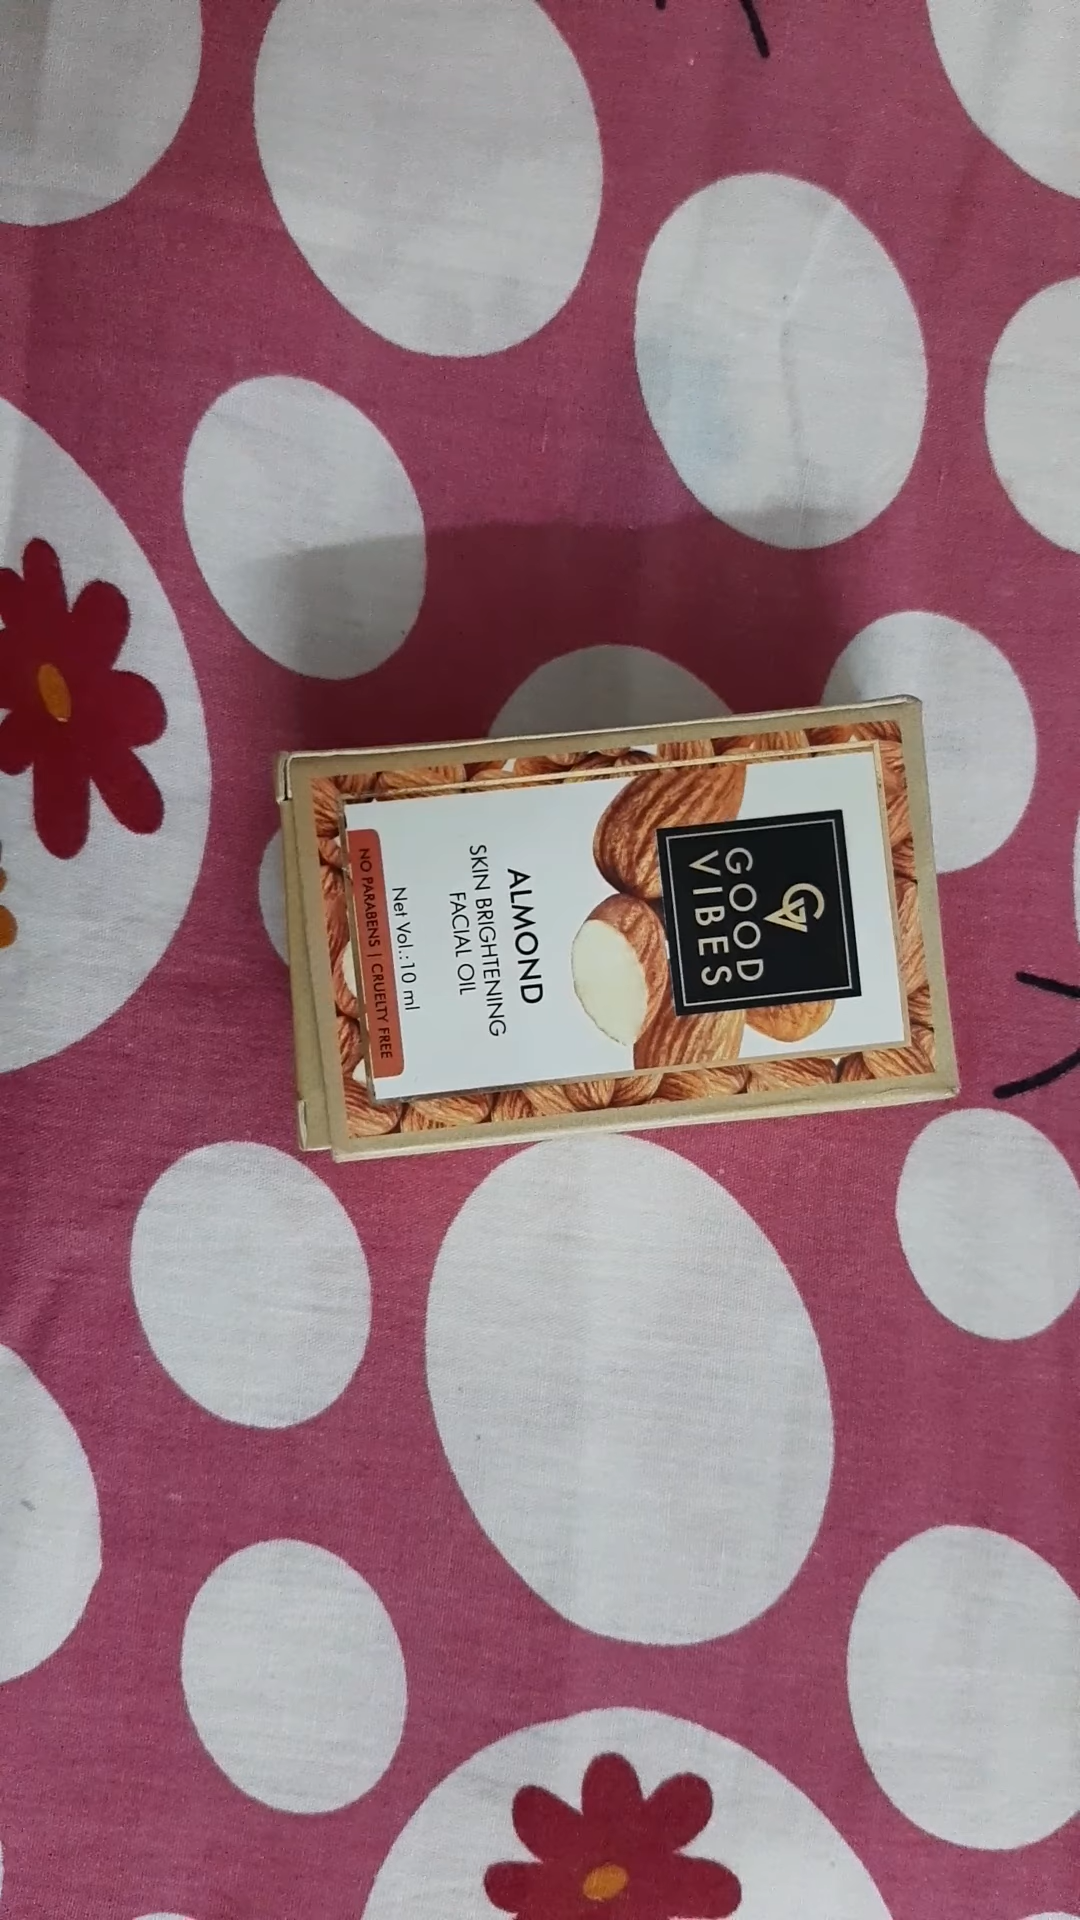 GOOD
VIBES
ALMOND
SKIN BRIGHTENING
FACIAL OIL
Net Vol.:10 ml
NO PARABENS | CRUELTY FREE